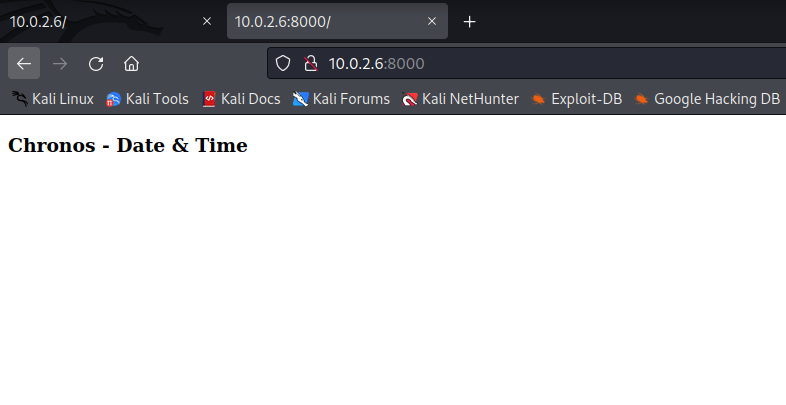 10.0.2.6/
10.0.2.6:8000/
10.0.2.6:8000
Kali Linux Kali Tools Kali Docs Kali Forums Kali NetHunter Exploit-DB Google Hacking DB
Chronos - Date & Time